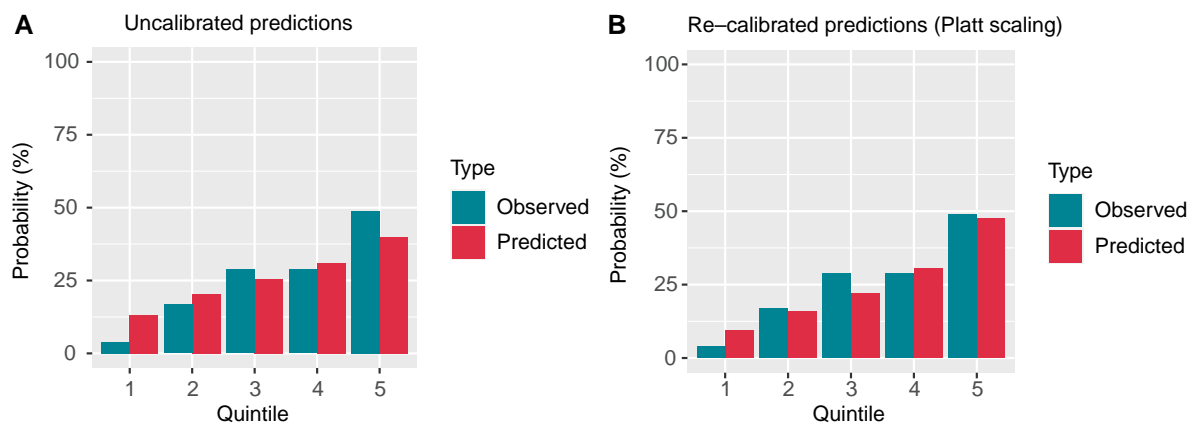 A
Uncalibrated predictions
100
75
50
25
0
Probability (%)
1 2 3 4 5
Quintile
Type
Observed
Predicted
B
Re–calibrated predictions (Platt scaling)
100
75
50
25
0
Probability (%)
1 2 3 4 5
Quintile
Type
Observed
Predicted